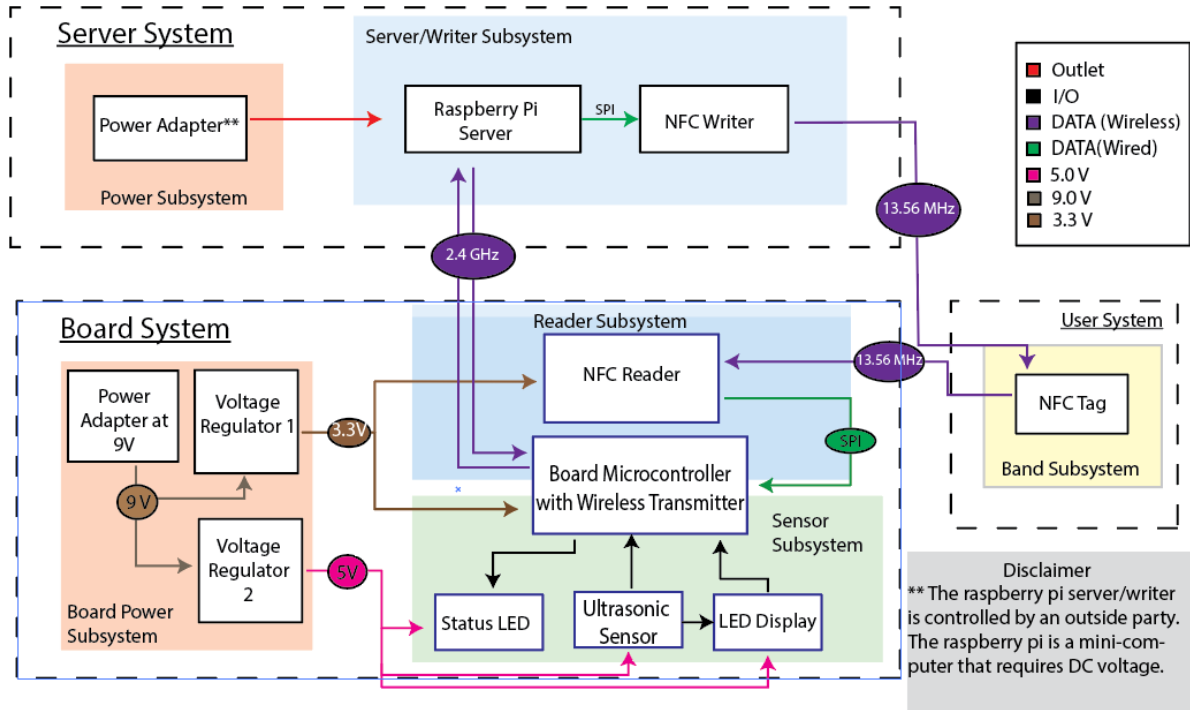 Server System
Server/Writer Subsystem
Power Adapter**
Power Subsystem
Raspberry Pi
Server
SPI
NFC Writer
Outlet
I/O
DATA (Wireless)
DATA(Wired)
5.0 V
9.0 V
3.3 V
13.56 MHz
2.4 GHz
Board System
Reader Subsystem
NFC Reader
13.56 MHz
User System
NFC Tag
Band Subsystem
Power
Adapter at
9V
Voltage
Regulator 1
3.3V
9 V
Voltage
Regulator
2
5V
Board Power
Subsystem
SPI
Board Microcontroller
with Wireless Transmitter
Sensor
Subsystem
Status LED
Ultrasonic
Sensor
LED Display
Disclaimer
** The raspberry pi server/writer
is controlled by an outside party.
The raspberry pi is a mini-com-
puter that requires DC voltage.